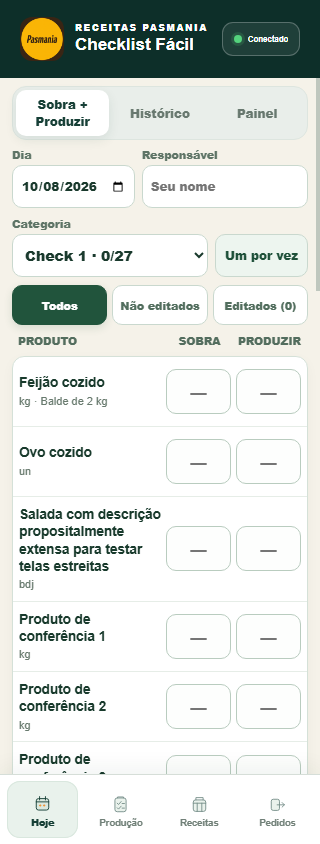 Pasmania
RECEITAS PASMANIA
Checklist Fácil
Conectado
Sobra +
Produzir
Histórico
Painel
Dia
Responsável
10/08/2026
Seu nome
Categoria
Check 1 · 0/27
Um por vez
Todos
Não editados
Editados (0)
PRODUTO
SOBRA
PRODUZIR
Feijão cozido
kg · Balde de 2 kg
— —
Ovo cozido
un
— —
Salada com descrição
propositalmente
extensa para testar
telas estreitas
bdj
— —
Produto de
conferência 1
kg
— —
Produto de
conferência 2
kg
— —
Produto de
Hoje
Produção
Receitas
Pedidos